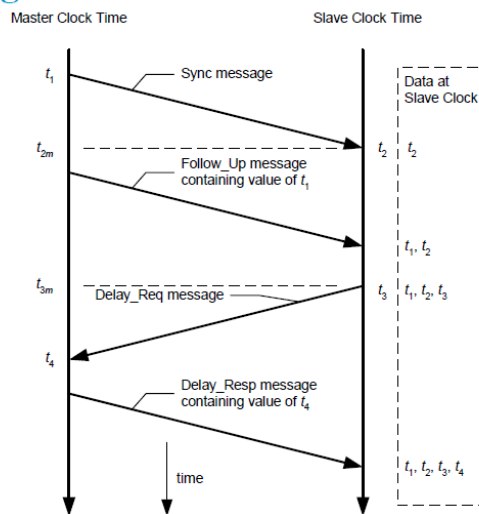 Master Clock Time
Slave Clock Time
t1
Sync message
Data at
Slave Clock
t2m
t2
t2
Follow_Up message
containing value of t1
t1, t2
t3m
Delay_Req message
t3
t1, t2, t3
t4
Delay_Resp message
containing value of t4
time
t1, t2, t3, t4